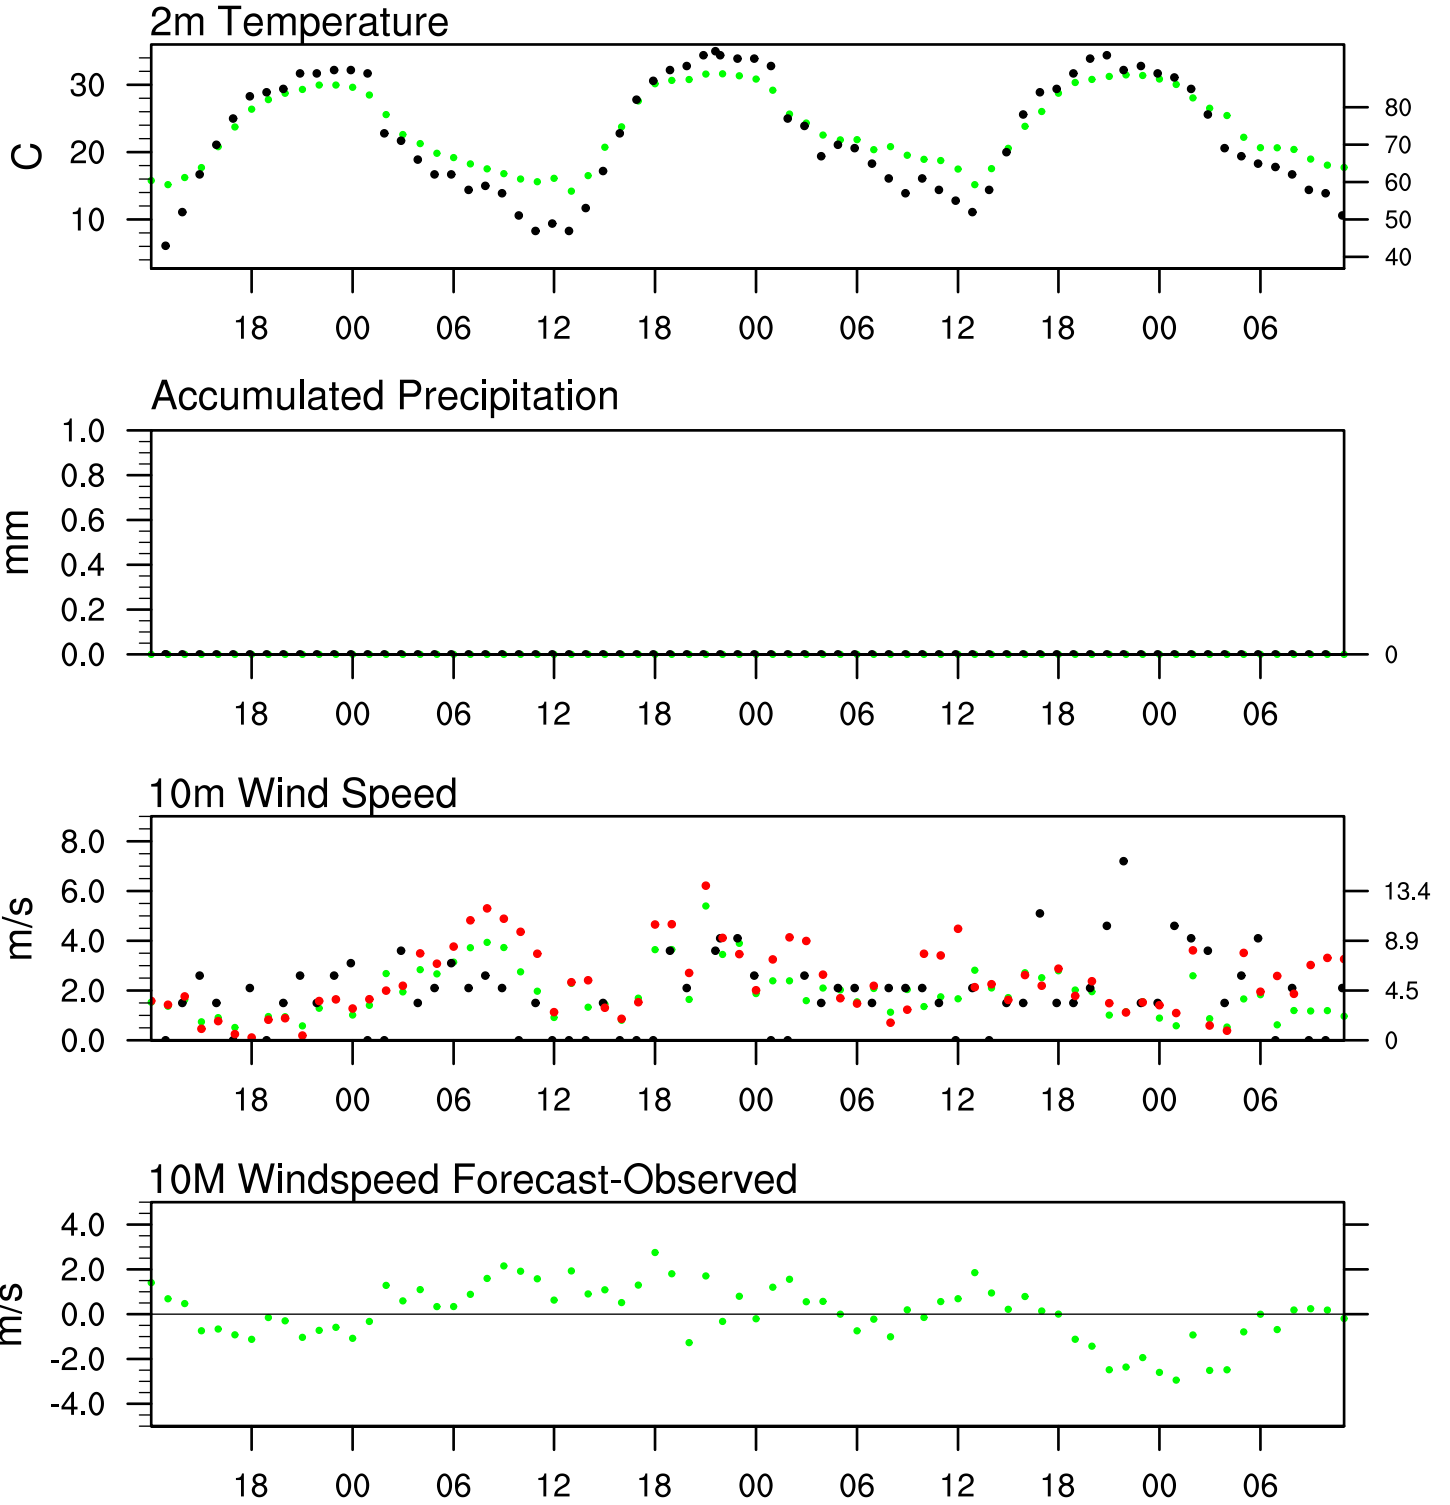 2m Temperature
30
20
10
C
80
70
60
50
40
18 00 06 12 18 00 06 12 18 00 06
Accumulated Precipitation
1.0
0.8
0.6
0.4
0.2
0.0
mm
0
18 00 06 12 18 00 06 12 18 00 06
10m Wind Speed
8.0
6.0
4.0
2.0
0.0
m/s
13.4
8.9
4.5
0
18 00 06 12 18 00 06 12 18 00 06
10M Windspeed Forecast-Observed
4.0
2.0
0.0
-2.0
-4.0
m/s
18 00 06 12 18 00 06 12 18 00 06